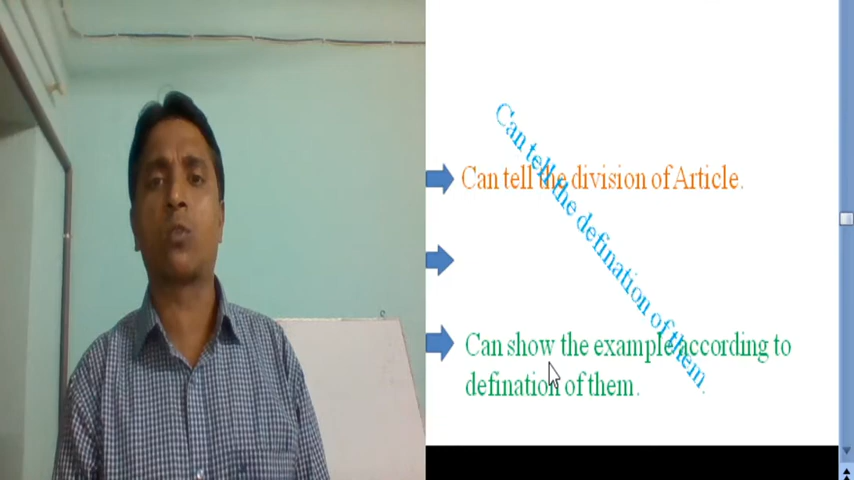 Can tell the division of Article.
Can tell the defination of them.
Can show the example according to
defination of them.